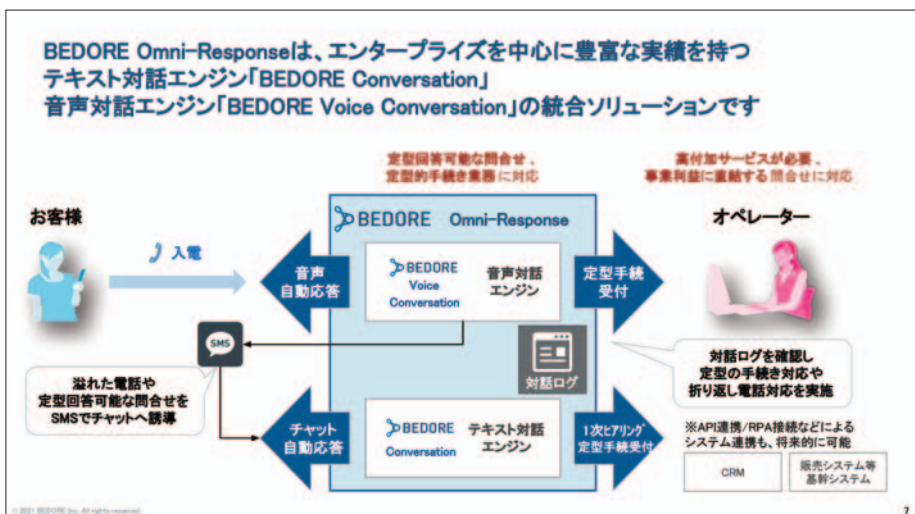 BEDORE Omni-Responseは、エンタープライズを中心に豊富な実績を持つ
テキスト対話エンジン「BEDORE Conversation」
音声対話エンジン「BEDORE Voice Conversation」の統合ソリューションです
定型回答可能な問合せ、
定型的手続き業務に対応
高付加サービスが必要、
事業利益に直結する問合せに対応
お客様
BEDORE Omni-Response
オペレーター
入電
音声
自動応答
BEDORE
Voice
Conversation
音声対話
エンジン
定型手続
受付
SMS
対話ログ
溢れた電話や
定型回答可能な問合せを
SMSでチャットへ誘導
対話ログを確認し
定型の手続き対応や
折り返し電話対応を実施
チャット
自動応答
BEDORE
Conversation
テキスト対話
エンジン
1次ヒアリング
定型手続受付
※API連携/RPA接続などによる
システム連携も、将来的に可能
CRM
販売システム等
基幹システム
© 2021 BEDORE Inc. All rights reserved.
7